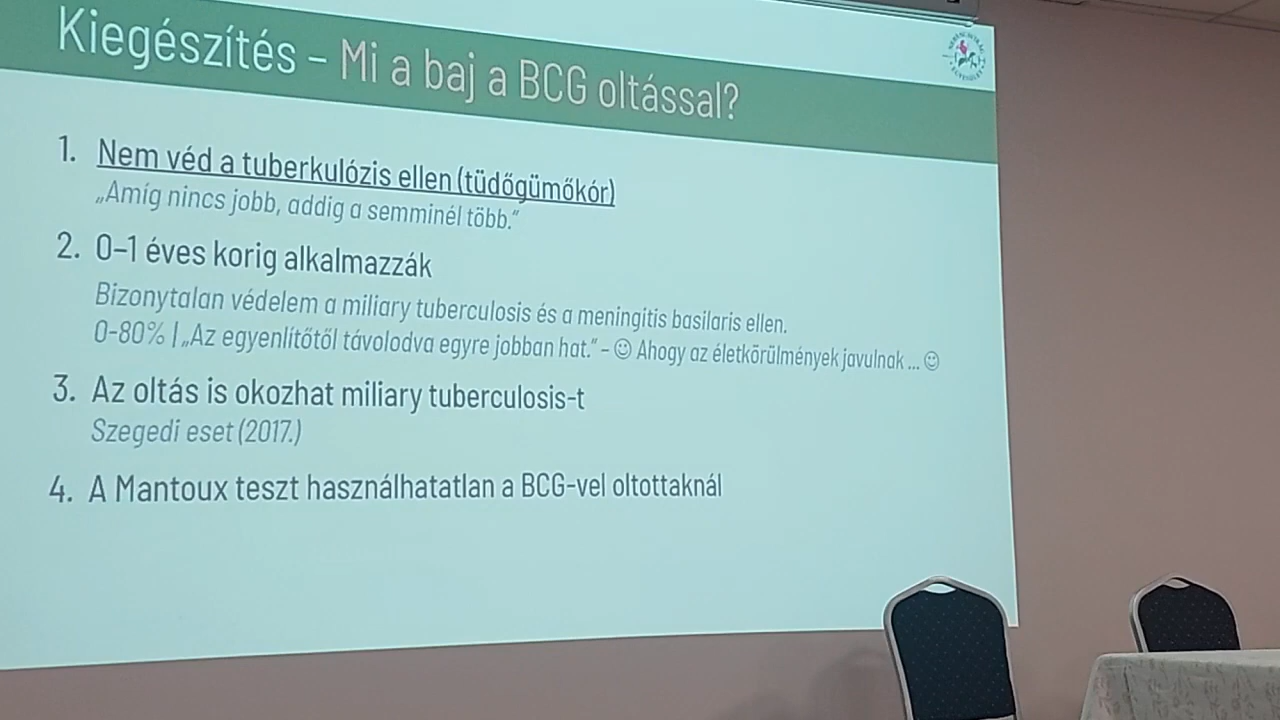 Kiegészítés – Mi a baj a BCG oltással?
1. Nem véd a tuberkulózis ellen (tüdőgümőkór)
„Amíg nincs jobb, addig a semminél több.”
2. 0–1 éves korig alkalmazzák
Bizonytalan védelem a miliary tuberculosis és a meningitis basilaris ellen.
0-80% | „Az egyenlítőtől távolodva egyre jobban hat.” – ☺ Ahogy az életkörülmények javulnak ... ☺
3. Az oltás is okozhat miliary tuberculosis-t
Szegedi eset (2017.)
4. A Mantoux teszt használhatatlan a BCG-vel oltottaknál